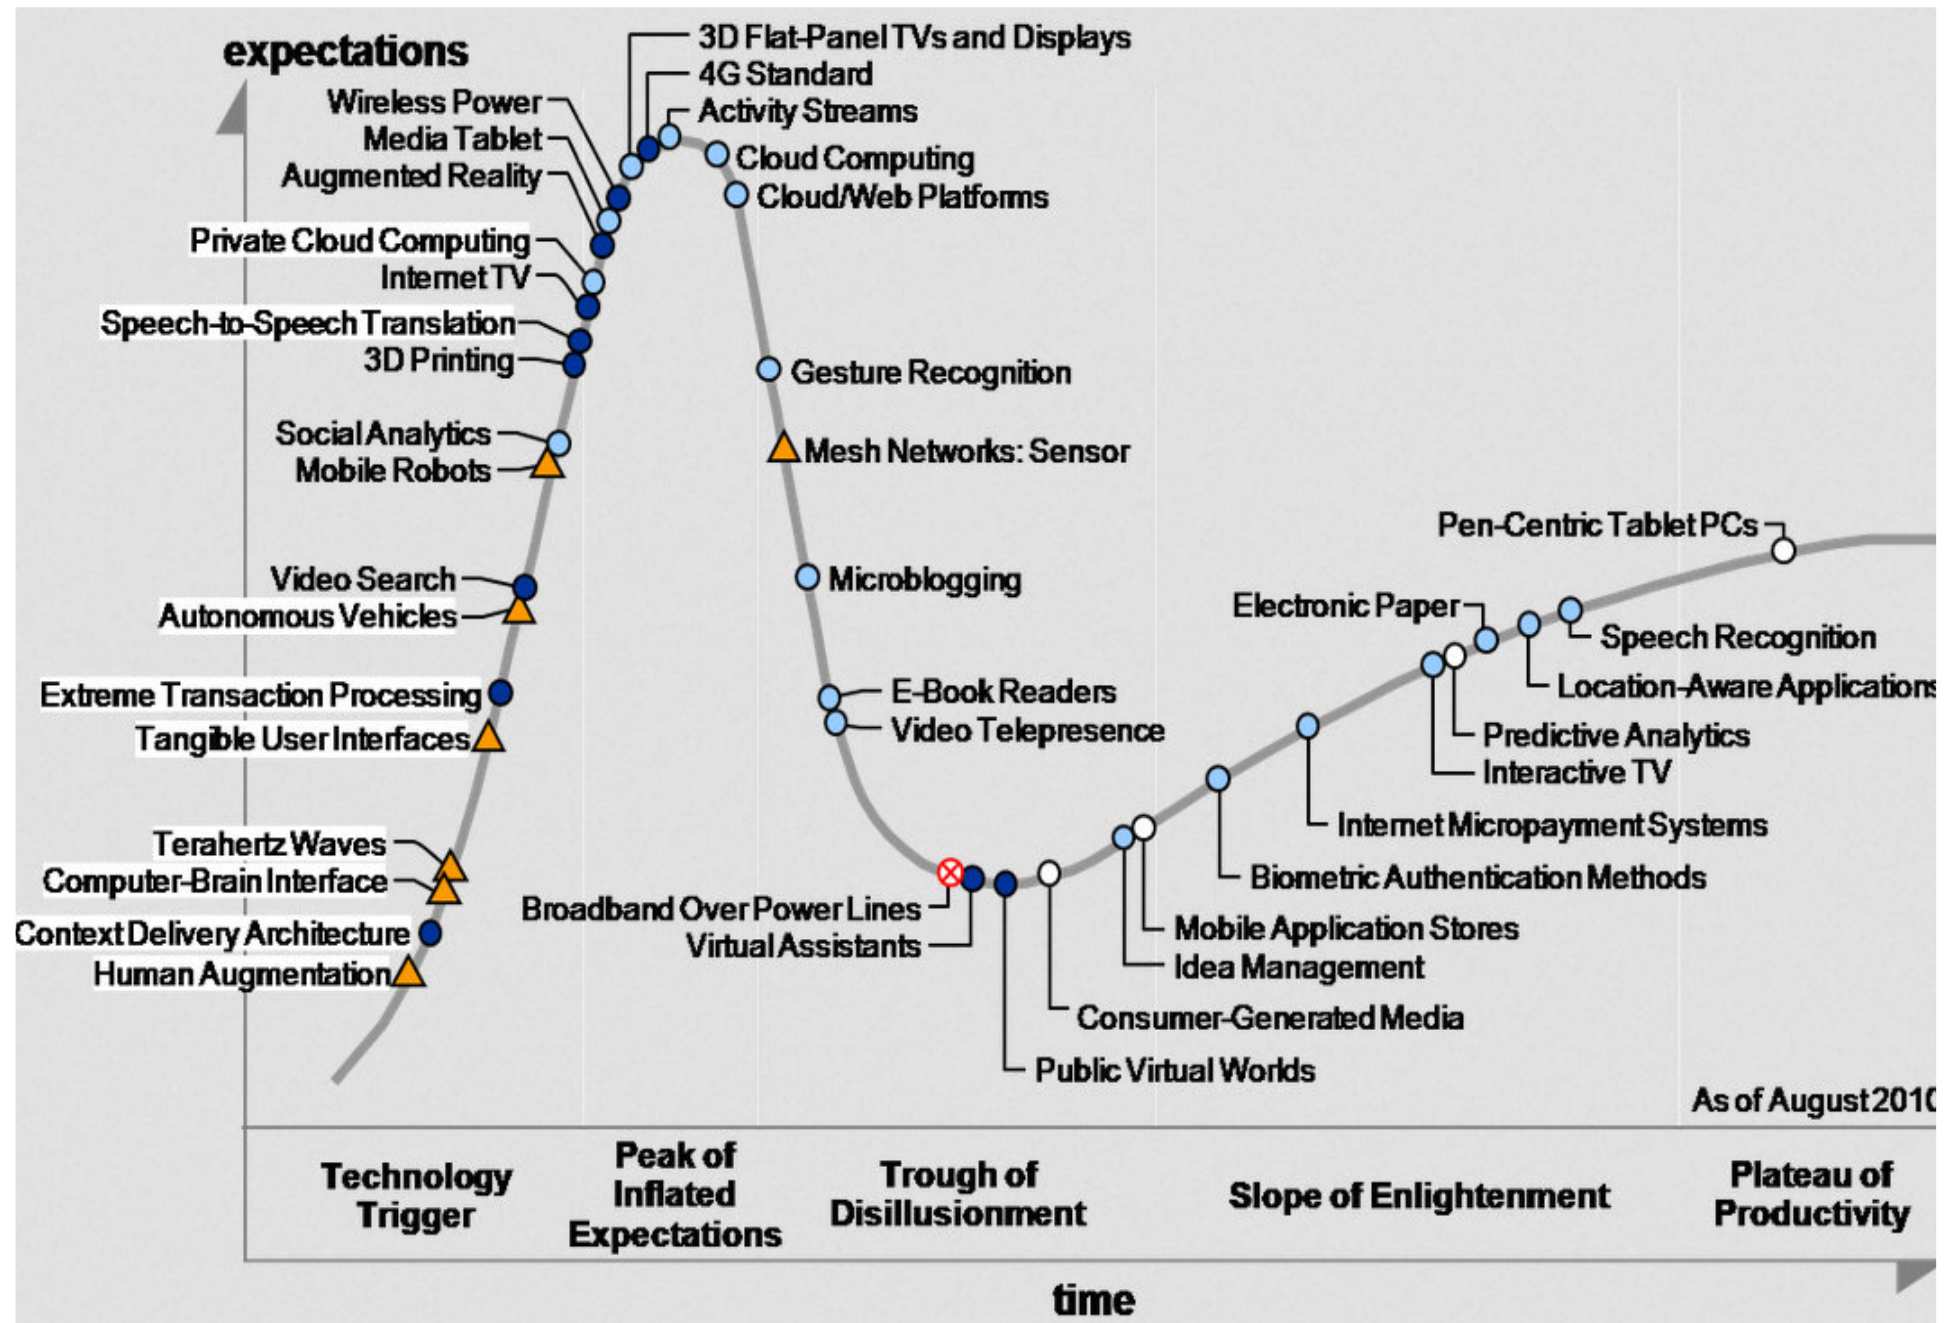 expectations
3D Flat-Panel TVs and Displays
4G Standard
Wireless Power
Activity Streams
Media Tablet
Cloud Computing
Augmented Reality
Cloud/Web Platforms
Private Cloud Computing
Internet TV
Speech-to-Speech Translation
3D Printing
Gesture Recognition
Social Analytics
Mesh Networks: Sensor
Mobile Robots
Pen-Centric Tablet PCs
Video Search
Microblogging
Autonomous Vehicles
Electronic Paper
Speech Recognition
Extreme Transaction Processing
E-Book Readers
Location-Aware Applications
Tangible User Interfaces
Video Telepresence
Predictive Analytics
Interactive TV
Internet Micropayment Systems
Terahertz Waves
Computer-Brain Interface
Biometric Authentication Methods
Broadband Over Power Lines
Mobile Application Stores
Context Delivery Architecture
Virtual Assistants
Idea Management
Human Augmentation
Consumer-Generated Media
Public Virtual Worlds
As of August 2010
Technology
Trigger
Peak of
Inflated
Expectations
Trough of
Disillusionment
Slope of Enlightenment
Plateau of
Productivity
time